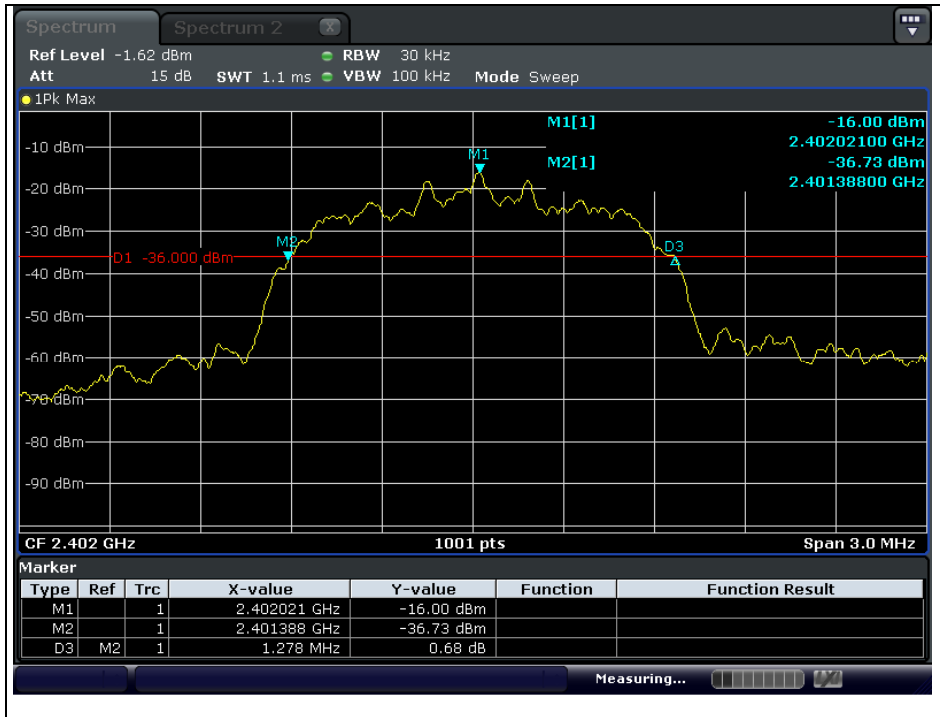 Spectrum Spectrum 2 X
Ref Level -1.62 dBm RBW 30 kHz
Att 15 dB SWT 1.1 ms VBW 100 kHz Mode Sweep
1Pk Max
M1[1] -16.00 dBm
2.40202100 GHz
M2[1] -36.73 dBm
2.40138800 GHz
-10 dBm
M1
-20 dBm
-30 dBm
M2
D3
D1 -36.000 dBm
-40 dBm
-50 dBm
-60 dBm
-70 dBm
-80 dBm
-90 dBm
CF 2.402 GHz 1001 pts Span 3.0 MHz
Marker
Type Ref Trc X-value Y-value Function Function Result
M1 1 2.402021 GHz -16.00 dBm
M2 1 2.401388 GHz -36.73 dBm
D3 M2 1 1.278 MHz 0.68 dB
Measuring...